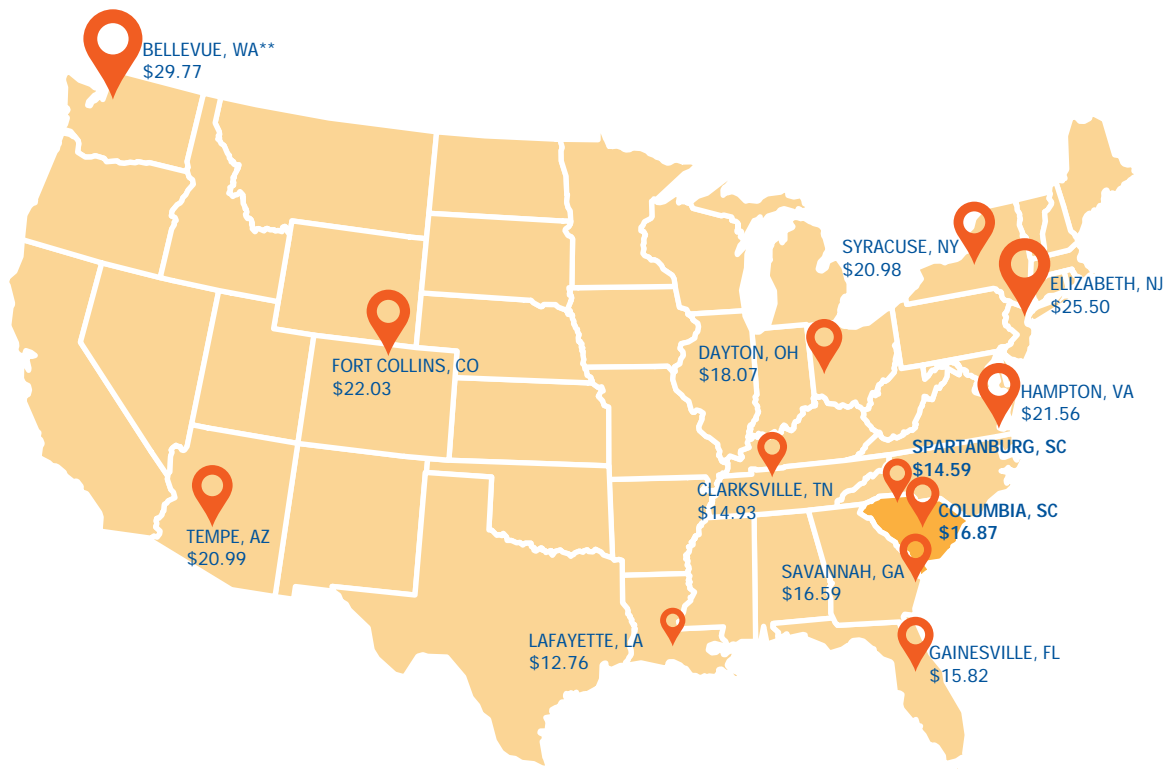 BELLEVUE, WA**
$29.77
SYRACUSE, NY
$20.98
ELIZABETH, NJ
$25.50
FORT COLLINS, CO
$22.03
DAYTON, OH
$18.07
HAMPTON, VA
$21.56
SPARTANBURG, SC
$14.59
CLARKSVILLE, TN
$14.93
COLUMBIA, SC
$16.87
TEMPE, AZ
$20.99
SAVANNAH, GA
$16.59
LAFAYETTE, LA
$12.76
GAINESVILLE, FL
$15.82